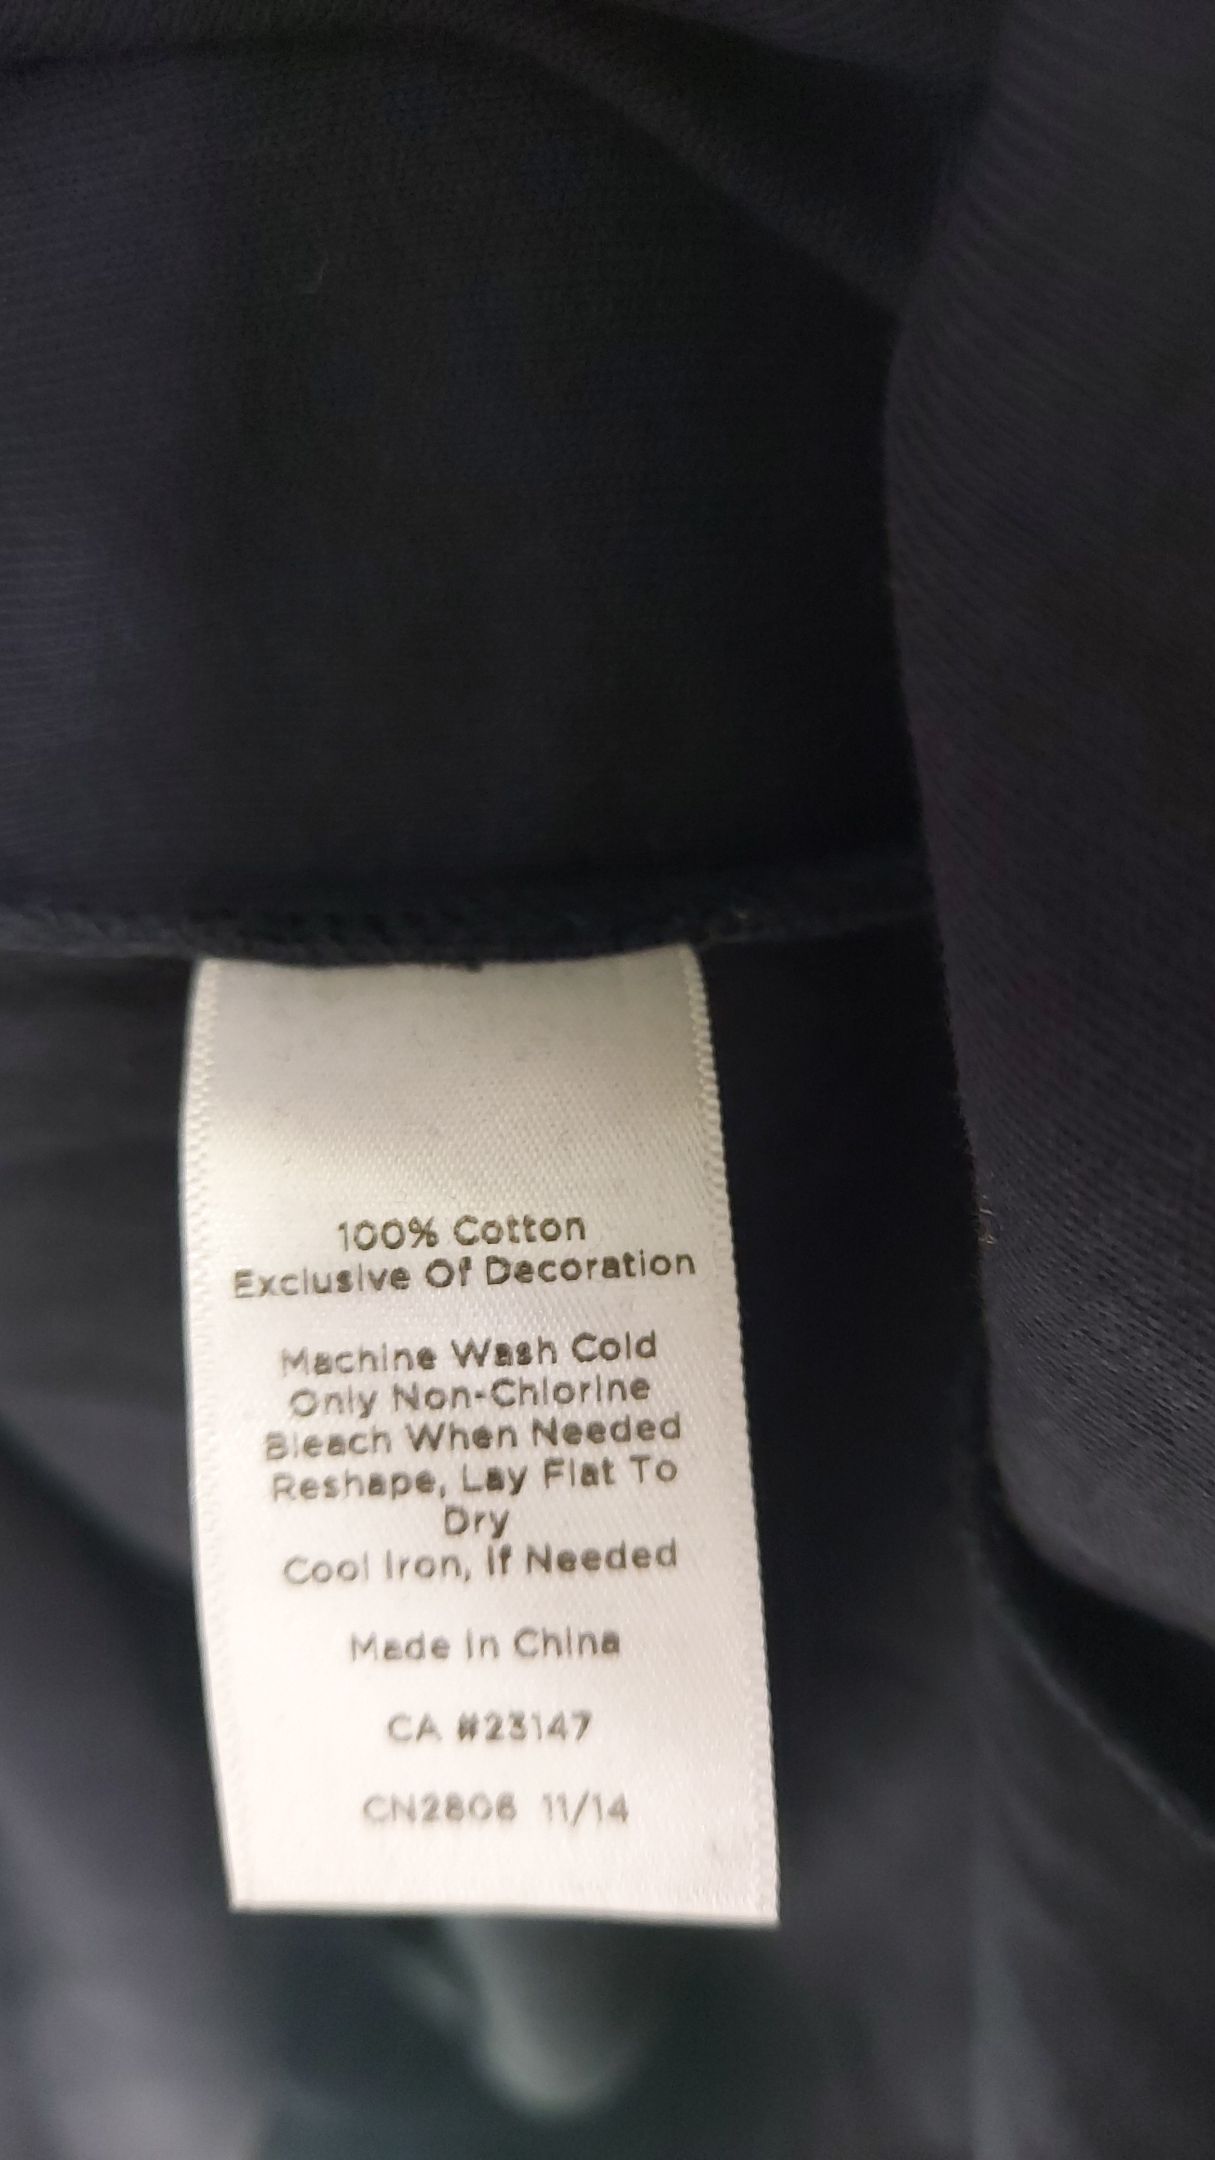 100% Cotton
Exclusive Of Decoration
Machine Wash Cold
Only Non-Chlorine
Bleach When Needed
Reshape, Lay Flat To
Dry
Cool Iron, If Needed
Made In China
CA #23147
CN2806 11/14